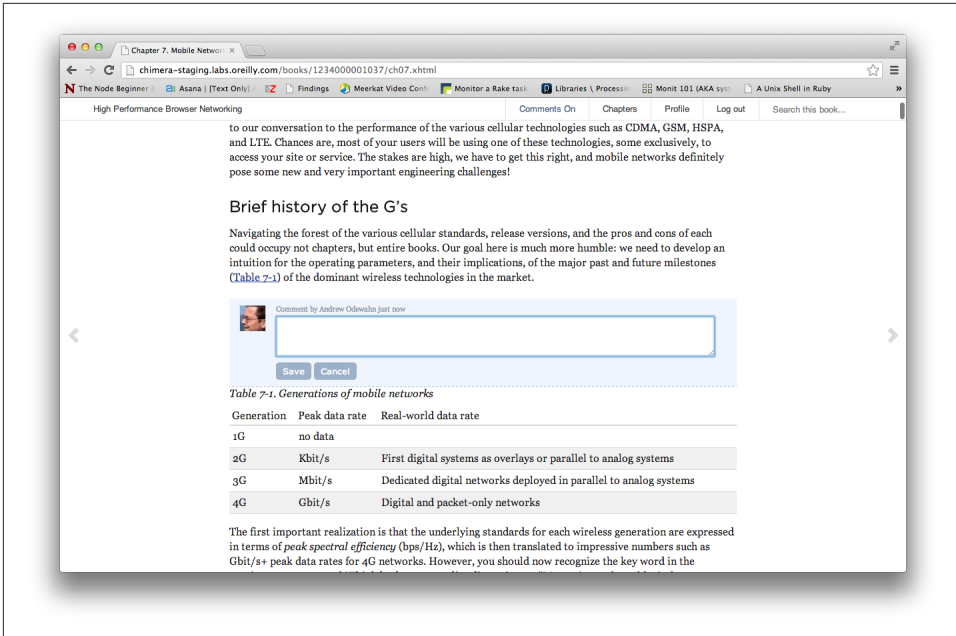 Chapter 7. Mobile Network
chimera-staging.labs.oreilly.com/books/1234000001037/ch07.xhtml
The Node Beginner Asana | [Text Only] Findings Meerkat Video Confe Monitor a Rake task Libraries \ Processin Monit 101 (AKA syst A Unix Shell in Ruby »
High Performance Browser Networking Comments On Chapters Profile Log out Search this book...
to our conversation to the performance of the various cellular technologies such as CDMA, GSM, HSPA,
and LTE. Chances are, most of your users will be using one of these technologies, some exclusively, to
access your site or service. The stakes are high, we have to get this right, and mobile networks definitely
pose some new and very important engineering challenges!
Brief history of the G's
Navigating the forest of the various cellular standards, release versions, and the pros and cons of each
could occupy not chapters, but entire books. Our goal here is much more humble: we need to develop an
intuition for the operating parameters, and their implications, of the major past and future milestones
(Table 7-1) of the dominant wireless technologies in the market.
Comment by Andrew Odewahn just now
Save Cancel
Table 7-1. Generations of mobile networks
Generation Peak data rate Real-world data rate
1G no data
2G Kbit/s First digital systems as overlays or parallel to analog systems
3G Mbit/s Dedicated digital networks deployed in parallel to analog systems
4G Gbit/s Digital and packet-only networks
The first important realization is that the underlying standards for each wireless generation are expressed
in terms of peak spectral efficiency (bps/Hz), which is then translated to impressive numbers such as
Gbit/s+ peak data rates for 4G networks. However, you should now recognize the key word in the